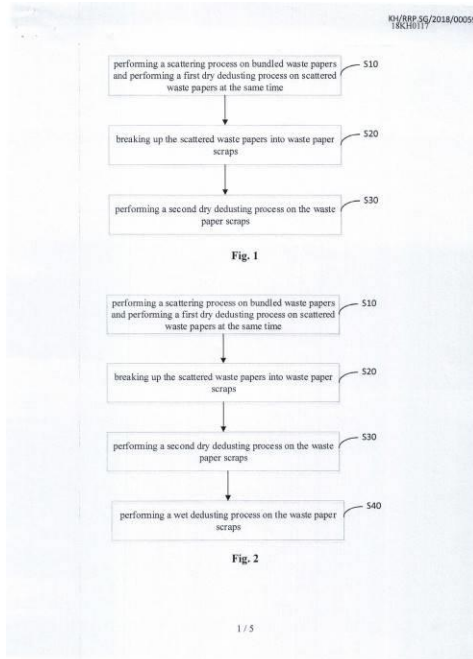 KH/RRP.SG/2018/00059
18KH0117
performing a scattering process on bundled waste papers
and performing a first dry dedusting process on scattered
waste papers at the same time
S10
breaking up the scattered waste papers into waste paper
scraps
S20
performing a second dry dedusting process on the waste
paper scraps
S30
Fig. 1
performing a scattering process on bundled waste papers
and performing a first dry dedusting process on scattered
waste papers at the same time
S10
breaking up the scattered waste papers into waste paper
scraps
S20
performing a second dry dedusting process on the waste
paper scraps
S30
performing a wet dedusting process on the waste paper
scraps
S40
Fig. 2
1 / 5